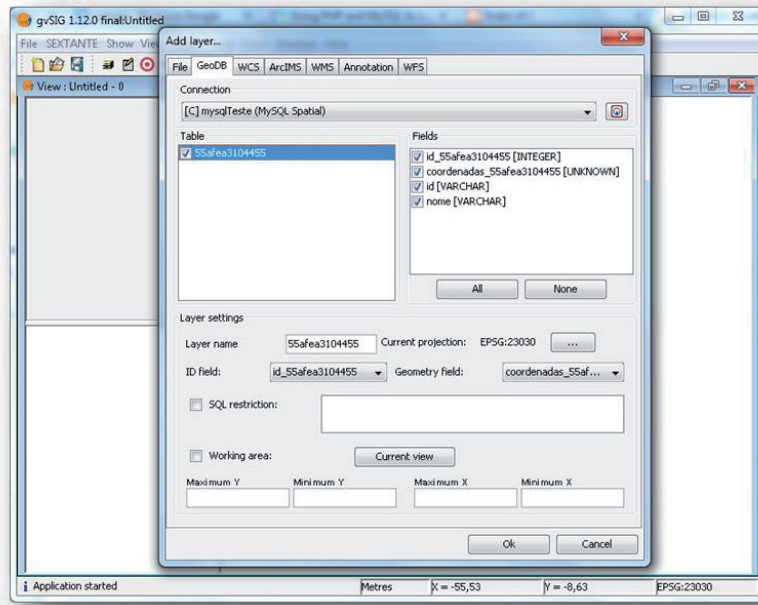 gvSIG 1.12.0 final:Untitled
File SEXTANTE Show
View : Untitled - 0
Add layer...
File GeoDB WCS ArcIMS WMS Annotation WFS
Connection
[C] mysqlTeste (MySQL Spatial)
Table
55afea3104455
Fields
id_55afea3104455 [INTEGER]
coordenadas_55afea3104455 [UNKNOWN]
id [VARCHAR]
nome [VARCHAR]
All None
Layer settings
Layer name 55afea3104455 Current projection: EPSG:23030 ...
ID field: id_55afea3104455 Geometry field: coordenadas_55af...
SQL restriction:
Working area: Current view
Maximum Y Minimum Y Maximum X Minimum X
Ok Cancel
Application started Metres X = -55,53 Y = -8,63 EPSG:23030